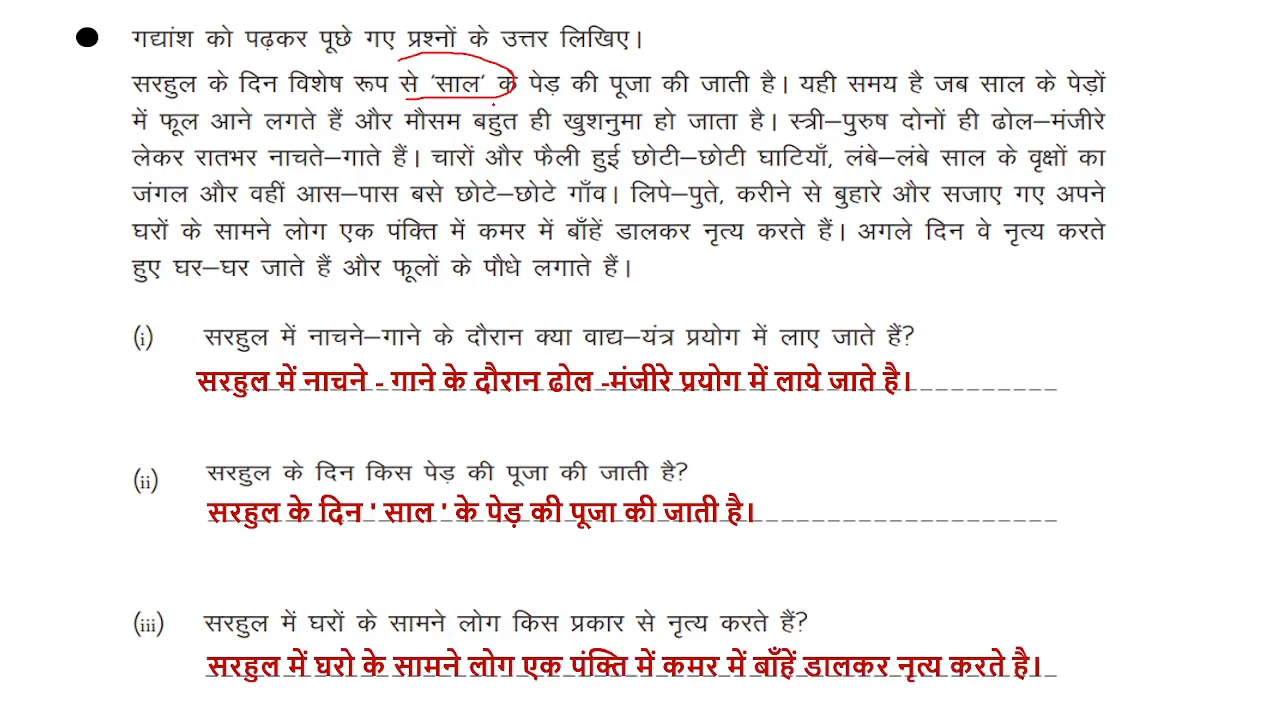 गद्यांश को पढ़कर पूछे गए प्रश्नों के उत्तर लिखिए।
सरहुल के दिन विशेष रूप से 'साल' के पेड़ की पूजा की जाती है। यही समय है जब साल के पेड़ों
में फूल आने लगते हैं और मौसम बहुत ही खुशनुमा हो जाता है। स्त्री–पुरुष दोनों ही ढोल–मंजीरे
लेकर रातभर नाचते–गाते हैं। चारों और फैली हुई छोटी–छोटी घाटियाँ, लंबे–लंबे साल के वृक्षों का
जंगल और वहीं आस–पास बसे छोटे–छोटे गाँव। लिपे–पुते, करीने से बुहारे और सजाए गए अपने
घरों के सामने लोग एक पंक्ति में कमर में बाँहें डालकर नृत्य करते हैं। अगले दिन वे नृत्य करते
हुए घर–घर जाते हैं और फूलों के पौधे लगाते हैं।
(i) सरहुल में नाचने–गाने के दौरान क्या वाद्य–यंत्र प्रयोग में लाए जाते हैं?
सरहुल में नाचने - गाने के दौरान ढोल -मंजीरे प्रयोग में लाये जाते है।
(ii) सरहुल के दिन किस पेड़ की पूजा की जाती है?
सरहुल के दिन ' साल ' के पेड़ की पूजा की जाती है।
(iii) सरहुल में घरों के सामने लोग किस प्रकार से नृत्य करते हैं?
सरहुल में घरो के सामने लोग एक पंक्ति में कमर में बाँहें डालकर नृत्य करते है।